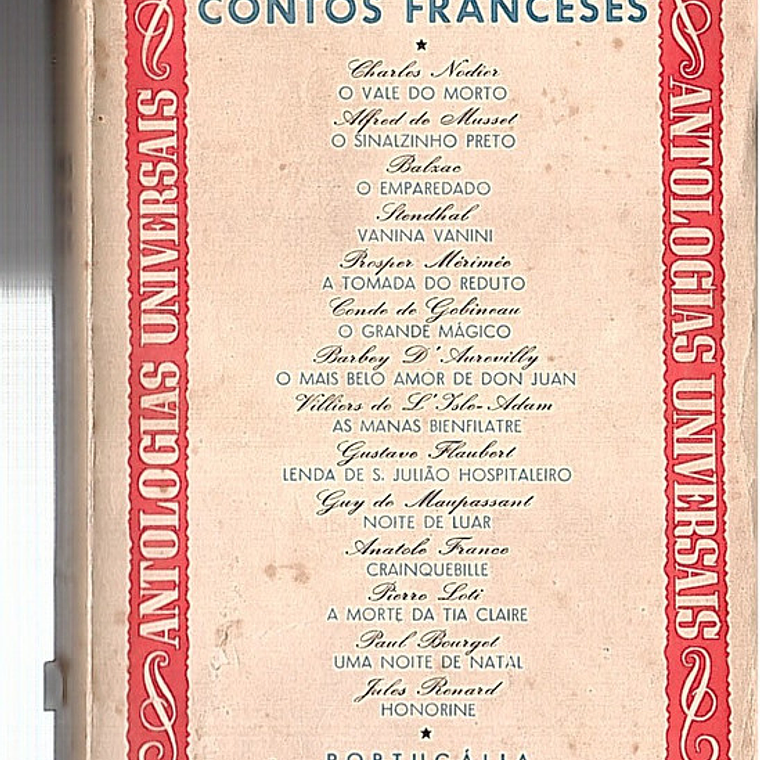 CONTOS FRANCESES
Charles Nodier
O VALE DO MORTO
Alfred de Musset
O SINALZINHO PRETO
Balzac
O EMPAREDADO
Stendhal
VANINA VANINI
Prosper Mérimée
A TOMADA DO REDUTO
Conde de Gobineau
O GRANDE MÁGICO
Barbey D'Aurevilly
O MAIS BELO AMOR DE DON JUAN
Villiers de L'Isle-Adam
AS MANAS BIENFILATRE
Gustave Flaubert
LENDA DE S. JULIÃO HOSPITALEIRO
Guy de Maupassant
NOITE DE LUAR
Anatole France
CRAINQUEBILLE
Pierre Loti
A MORTE DA TIA CLAIRE
Paul Bourget
UMA NOITE DE NATAL
Jules Renard
HONORINE
PORTUGÁLIA
ANTOLOGIAS UNIVERSAIS
ANTOLOGIAS UNIVERSAIS